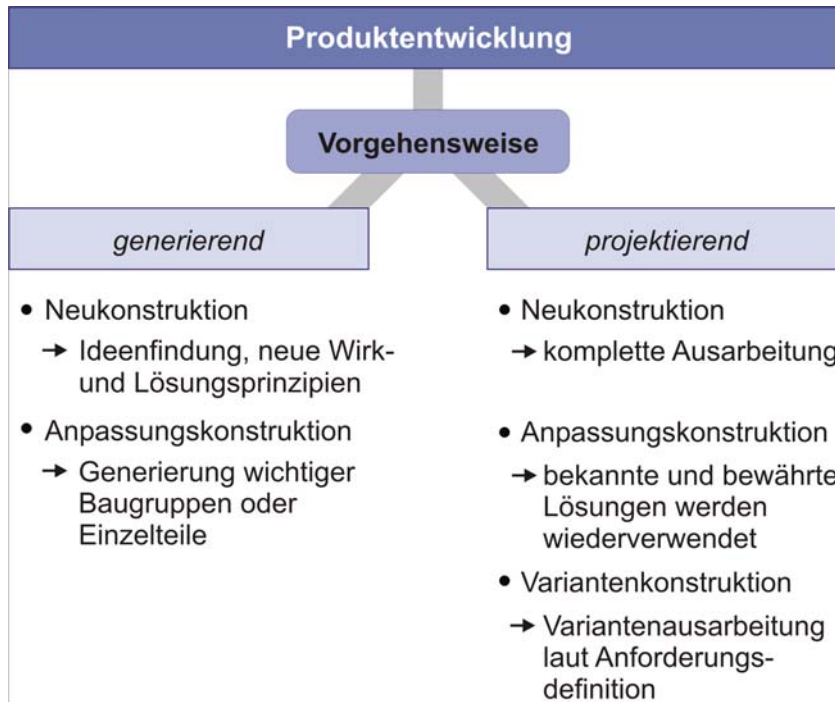 Produktentwicklung
Vorgehensweise
generierend
• Neukonstruktion
→ Ideenfindung, neue Wirk-
und Lösungsprinzipien
• Anpassungskonstruktion
→ Generierung wichtiger
Baugruppen oder
Einzelteile
projektierend
• Neukonstruktion
→ komplette Ausarbeitung
• Anpassungskonstruktion
→ bekannte und bewährte
Lösungen werden
wiederverwendet
• Variantenkonstruktion
→ Variantenausarbeitung
laut Anforderungs-
definition